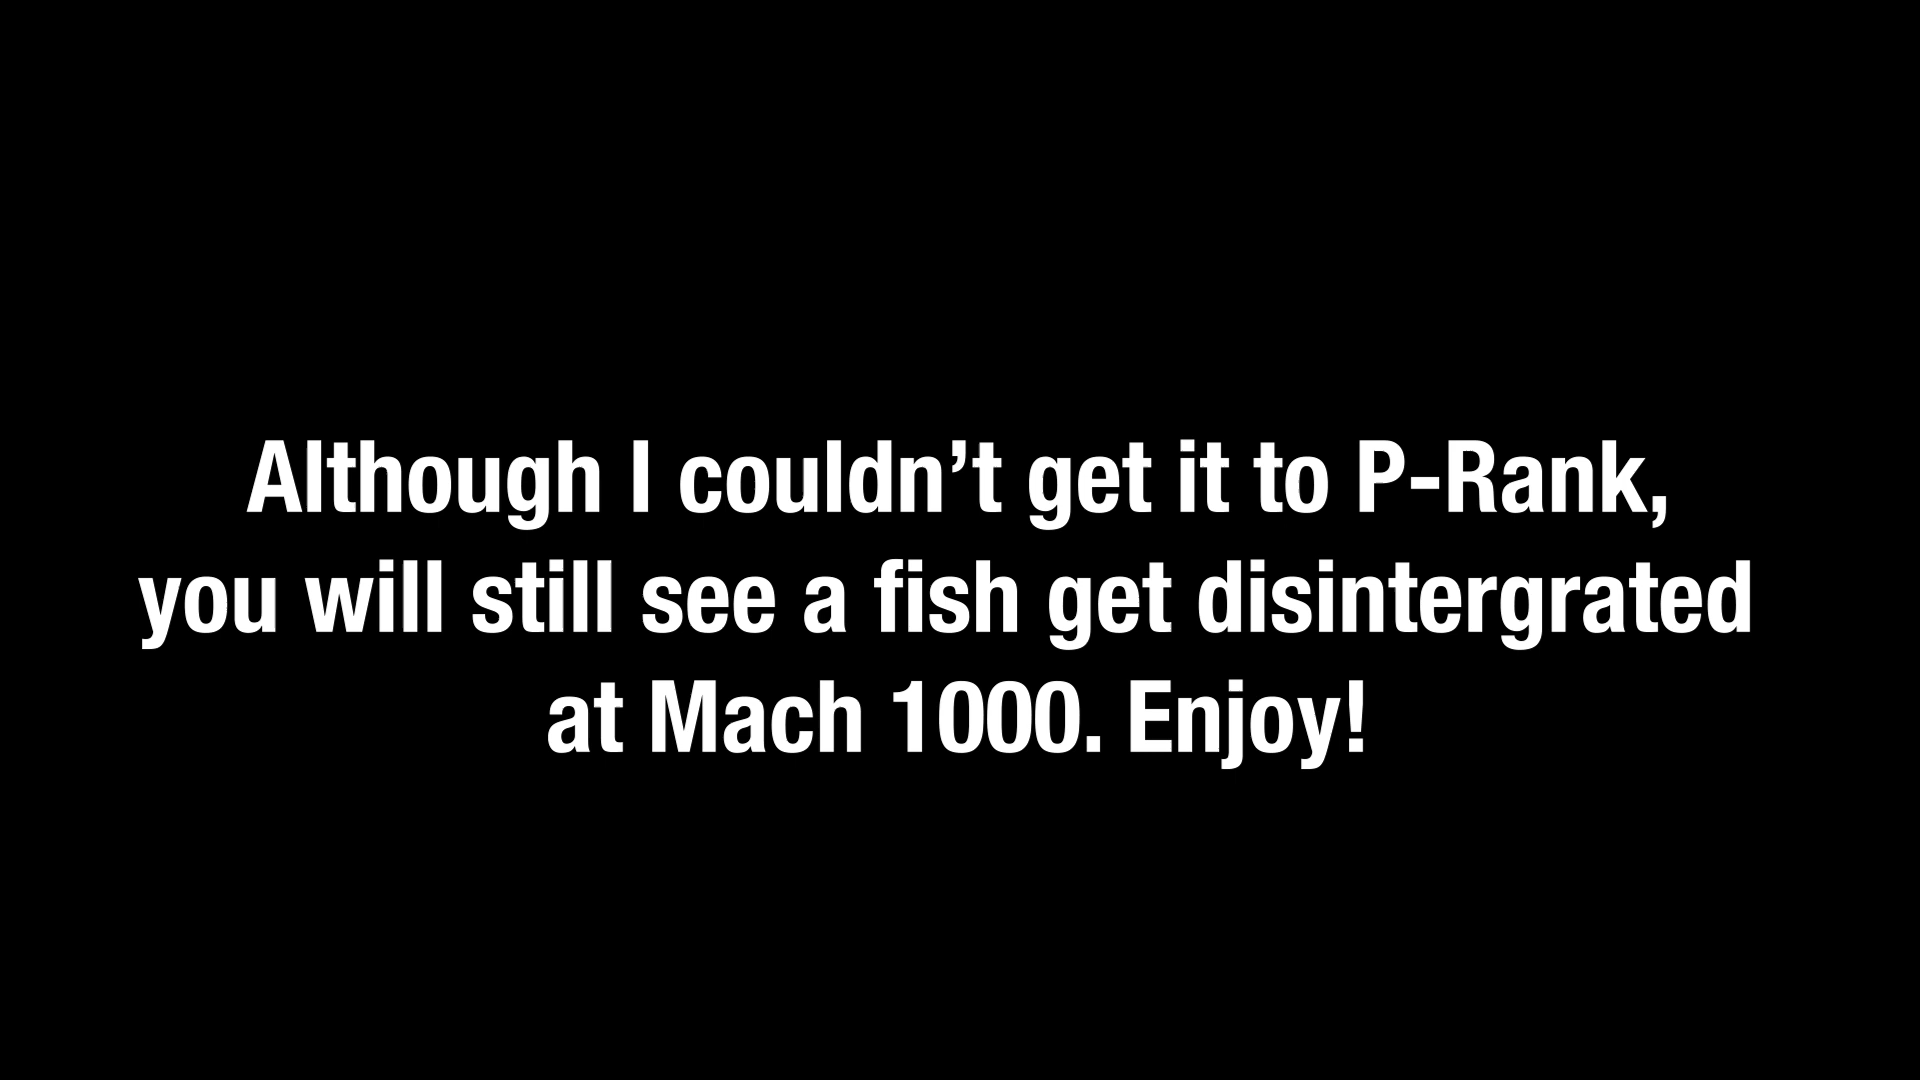 Although I couldn’t get it to P-Rank,
you will still see a fish get disintergrated
at Mach 1000. Enjoy!